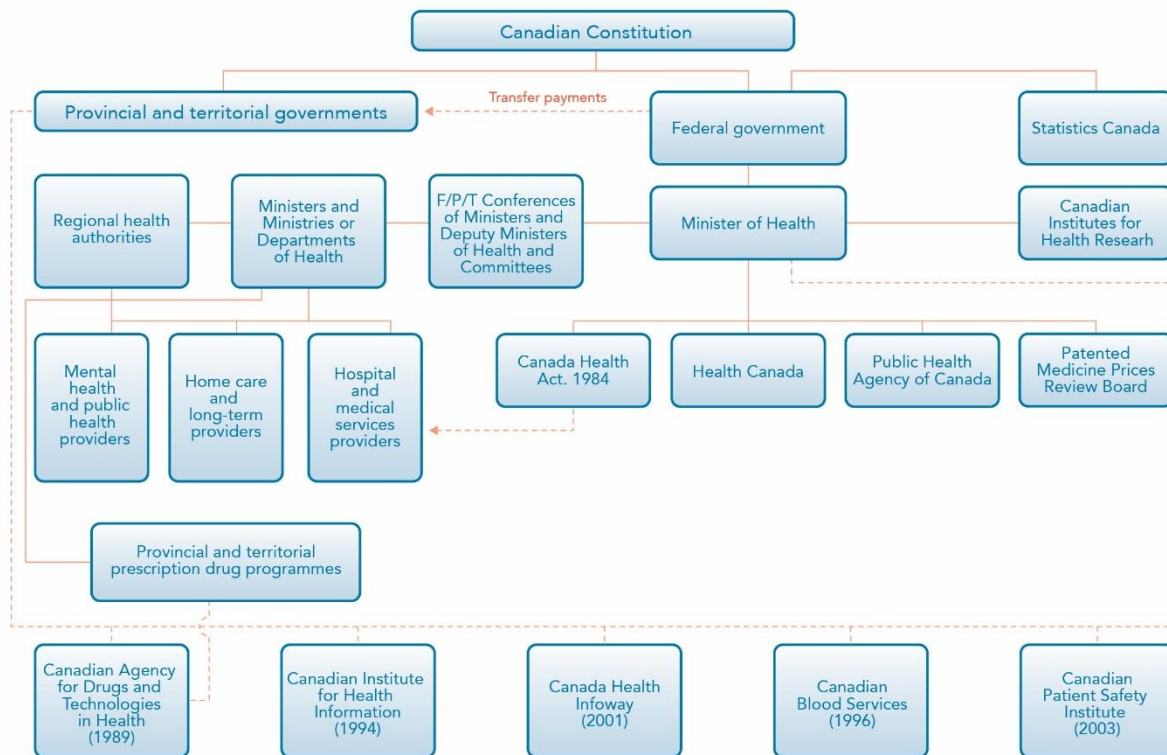 Canadian Constitution
Transfer payments
Provincial and territorial governments
Federal government
Statistics Canada
Regional health
authorities
Ministers and
Ministries or
Departments
of Health
F/P/T Conferences
of Ministers and
Deputy Ministers
of Health and
Committees
Minister of Health
Canadian
Institutes for
Health Researh
Mental
health
and public
health
providers
Home care
and
long-term
providers
Hospital
and
medical
services
providers
Canada Health
Act. 1984
Health Canada
Public Health
Agency of Canada
Patented
Medicine Prices
Review Board
Provincial and territorial
prescription drug programmes
Canadian Agency
for Drugs and
Technologies
in Health
(1989)
Canadian Institute
for Health
Information
(1994)
Canada Health
Infoway
(2001)
Canadian
Blood Services
(1996)
Canadian
Patient Safety
Institute
(2003)